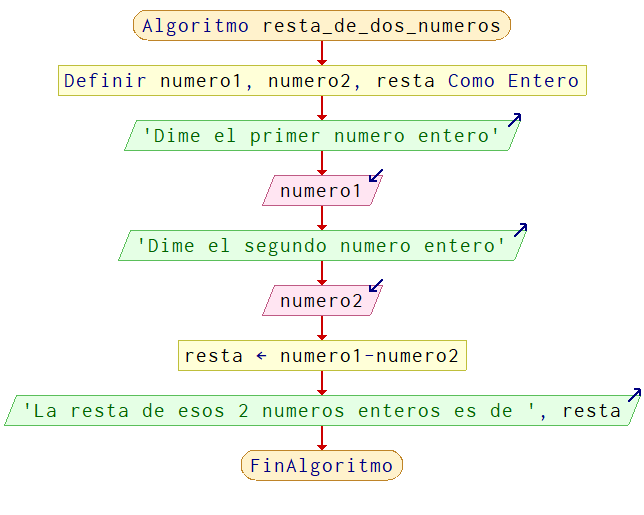 Algoritmo resta_de_dos_numeros
Definir numero1, numero2, resta Como Entero
'Dime el primer numero entero'
numero1
'Dime el segundo numero entero'
numero2
resta ← numero1-numero2
'La resta de esos 2 numeros enteros es de ', resta
FinAlgoritmo